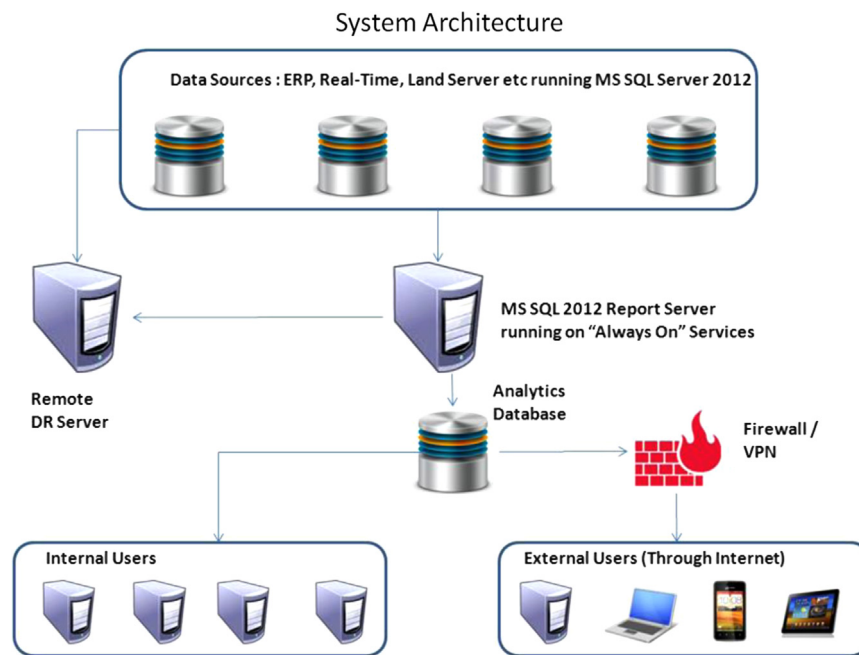 System Architecture
Data Sources : ERP, Real-Time, Land Server etc running MS SQL Server 2012
MS SQL 2012 Report Server
running on “Always On” Services
Remote
DR Server
Analytics
Database
Firewall /
VPN
Internal Users
External Users (Through Internet)